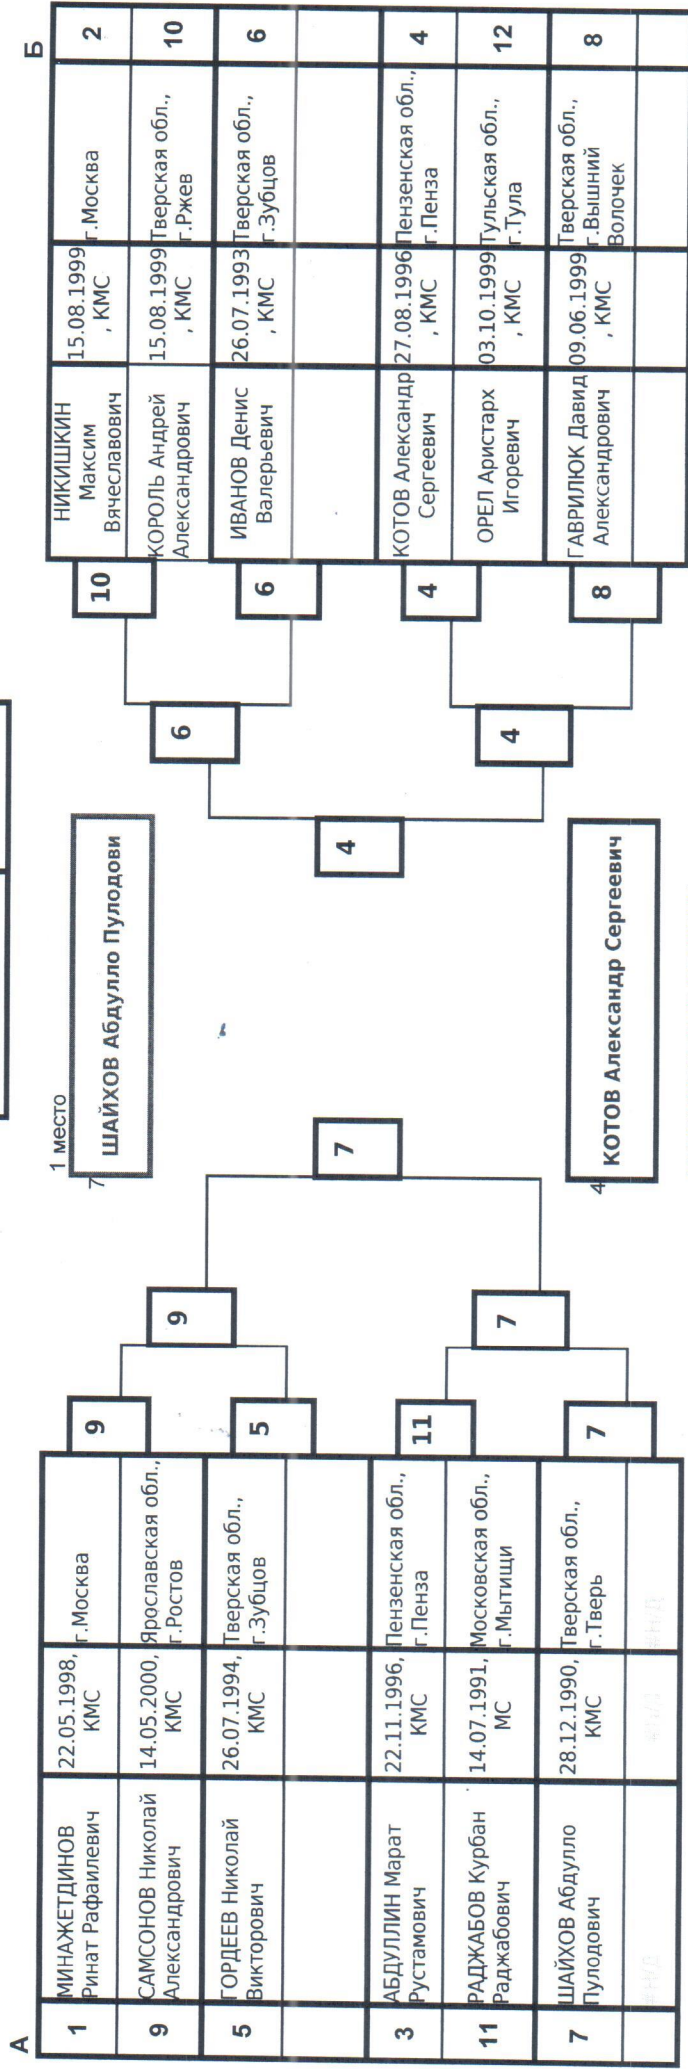 А
1
МИНАЖЕТДИНОВ
Ринат Рафаилевич
22.05.1998,
КМС
г.Москва
9
САМСОНОВ Николай
Александрович
14.05.2000,
КМС
Ярославская обл.,
г.Ростов
5
ГОРДЕЕВ Николай
Викторович
26.07.1994,
КМС
Тверская обл.,
г.Зубцов
3
АБДУЛЛИН Марат
Рустамович
22.11.1996,
КМС
Пензенская обл.,
г.Пенза
11
РАДЖАБОВ Курбан
Раджабович
14.07.1991,
МС
Московская обл.,
г.Мытищи
7
ШАЙХОВ Абдулло
Пулодович
28.12.1990,
КМС
Тверская обл.,
г.Тверь
#Н/Д
#Н/Д
#Н/Д
9
5
11
7
9
7
7
1 место
7
ШАЙХОВ Абдулло Пулодови
4
КОТОВ Александр Сергеевич
4
6
4
10
6
4
8
Б
НИКИШКИН
Максим
Вячеславович
15.08.1999
, КМС
г.Москва
2
КОРОЛЬ Андрей
Александрович
15.08.1999
, КМС
Тверская обл.,
г.Ржев
10
ИВАНОВ Денис
Валерьевич
26.07.1993
, КМС
Тверская обл.,
г.Зубцов
6
КОТОВ Александр
Сергеевич
27.08.1996
, КМС
Пензенская обл.,
г.Пенза
4
ОРЕЛ Аристарх
Игоревич
03.10.1999
, КМС
Тульская обл.,
г.Тула
12
ГАВРИЛЮК Давид
Александрович
09.06.1999
, КМС
Тверская обл.,
г.Вышний
Волочек
8